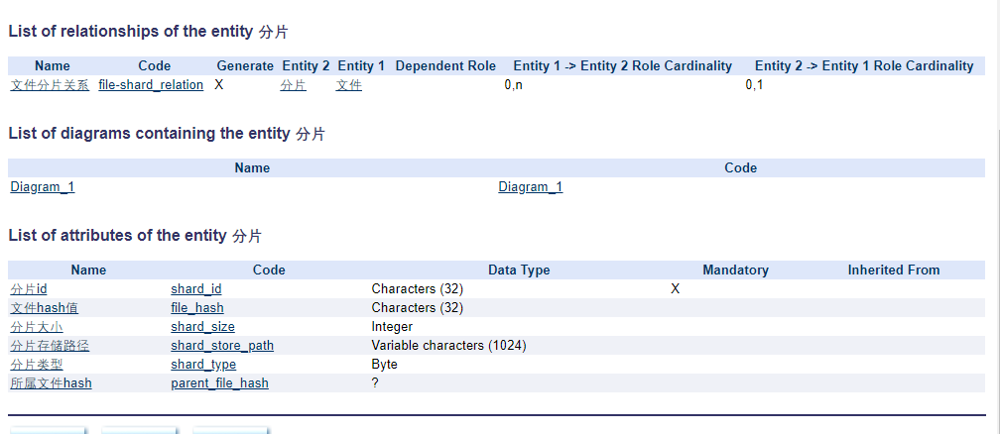 List of relationships of the entity 分片
Name Code Generate Entity 2 Entity 1 Dependent Role Entity 1 -> Entity 2 Role Cardinality Entity 2 -> Entity 1 Role Cardinality
文件分片关系 file-shard_relation X 分片 文件 0,n 0,1
List of diagrams containing the entity 分片
Name Code
Diagram_1 Diagram_1
List of attributes of the entity 分片
Name Code Data Type Mandatory Inherited From
分片id shard_id Characters (32) X
文件hash值 file_hash Characters (32)
分片大小 shard_size Integer
分片存储路径 shard_store_path Variable characters (1024)
分片类型 shard_type Byte
所属文件hash parent_file_hash ?